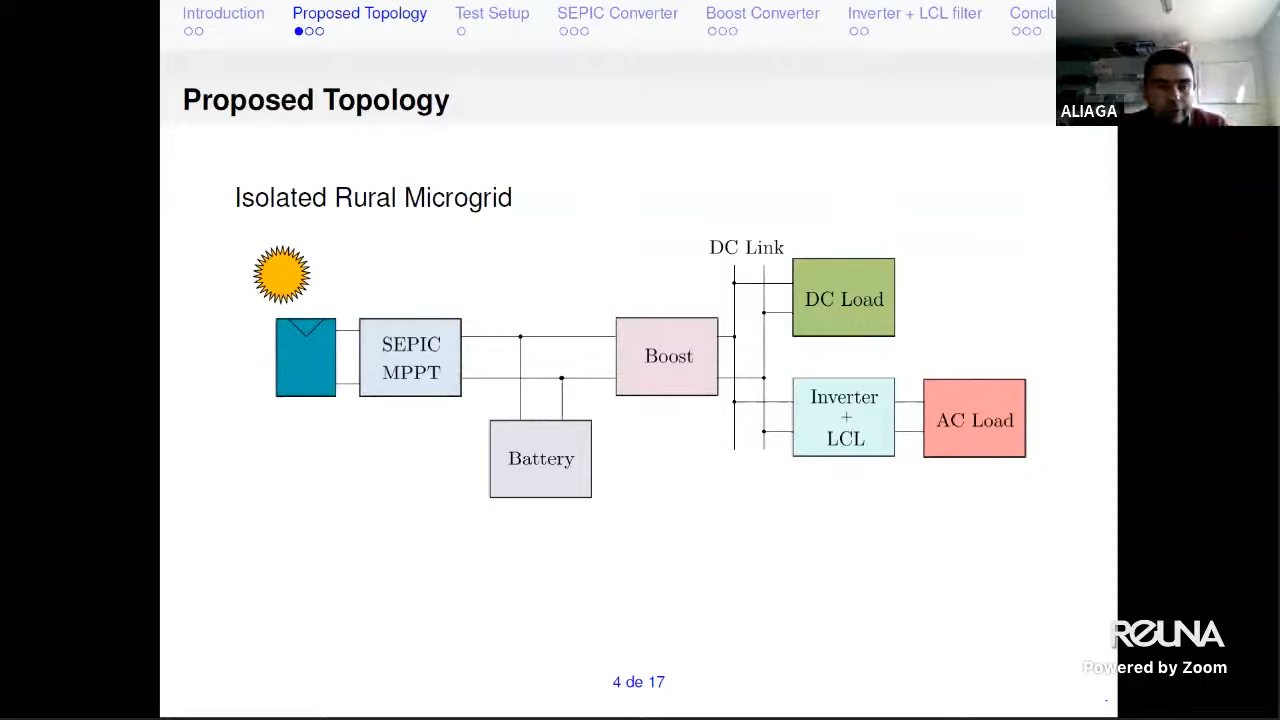 Introduction Proposed Topology Test Setup SEPIC Converter Boost Converter Inverter + LCL filter Conclu
ALIAGA
Proposed Topology
Isolated Rural Microgrid
DC Link
DC Load
SEPIC
MPPT
Boost
Inverter
+
LCL
AC Load
Battery
REUNA
Powered by Zoom
4 de 17